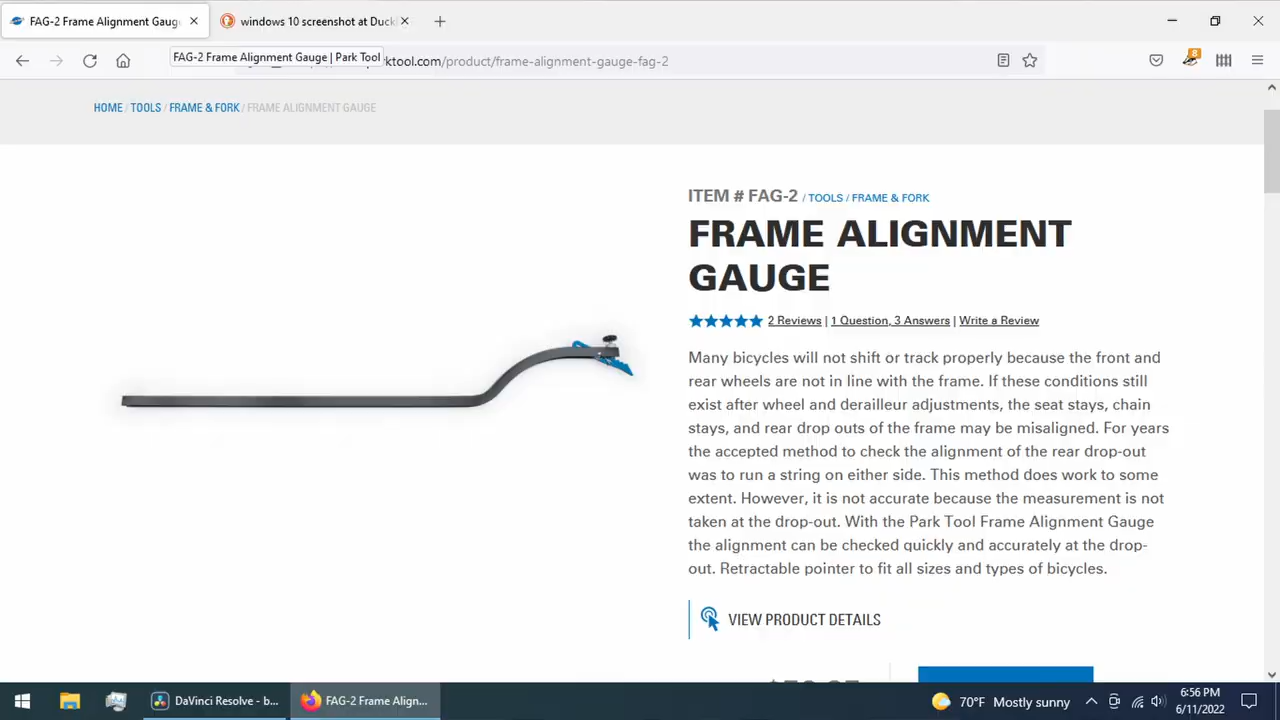 FAG-2 Frame Alignment Gaug
windows 10 screenshot at Duck
FAG-2 Frame Alignment Gauge | Park Tool
ktool.com/product/frame-alignment-gauge-fag-2
8
HOME / TOOLS / FRAME & FORK / FRAME ALIGNMENT GAUGE
ITEM # FAG-2 / TOOLS / FRAME & FORK
FRAME ALIGNMENT
GAUGE
2 Reviews | 1 Question, 3 Answers | Write a Review
Many bicycles will not shift or track properly because the front and
rear wheels are not in line with the frame. If these conditions still
exist after wheel and derailleur adjustments, the seat stays, chain
stays, and rear drop outs of the frame may be misaligned. For years
the accepted method to check the alignment of the rear drop-out
was to run a string on either side. This method does work to some
extent. However, it is not accurate because the measurement is not
taken at the drop-out. With the Park Tool Frame Alignment Gauge
the alignment can be checked quickly and accurately at the drop-
out. Retractable pointer to fit all sizes and types of bicycles.
VIEW PRODUCT DETAILS
DaVinci Resolve - b...
FAG-2 Frame Align...
70°F Mostly sunny
6:56 PM
6/11/2022